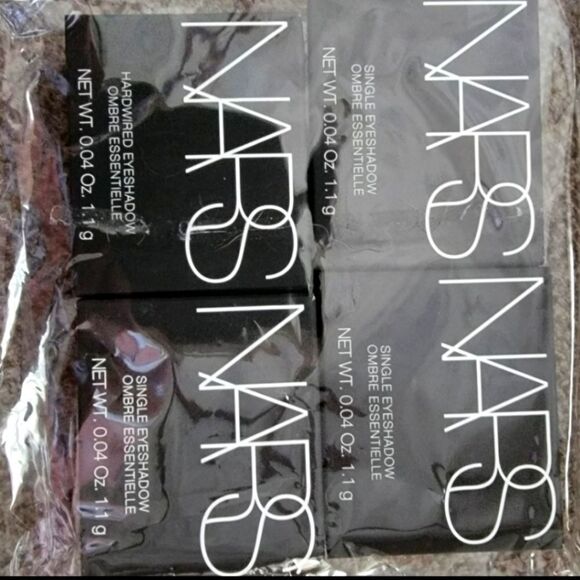 NARS
HARDWIRED EYESHADOW
OMBRE ESSENTIELLE
NET WT. 0.04 Oz. 1.1 g
NARS
SINGLE EYESHADOW
OMBRE ESSENTIELLE
NET WT. 0.04 Oz. 1.1 g
NARS
SINGLE EYESHADOW
OMBRE ESSENTIELLE
NET WT. 0.04 Oz. 1.1 g
NARS
SINGLE EYESHADOW
OMBRE ESSENTIELLE
NET WT. 0.04 Oz. 1.1 g